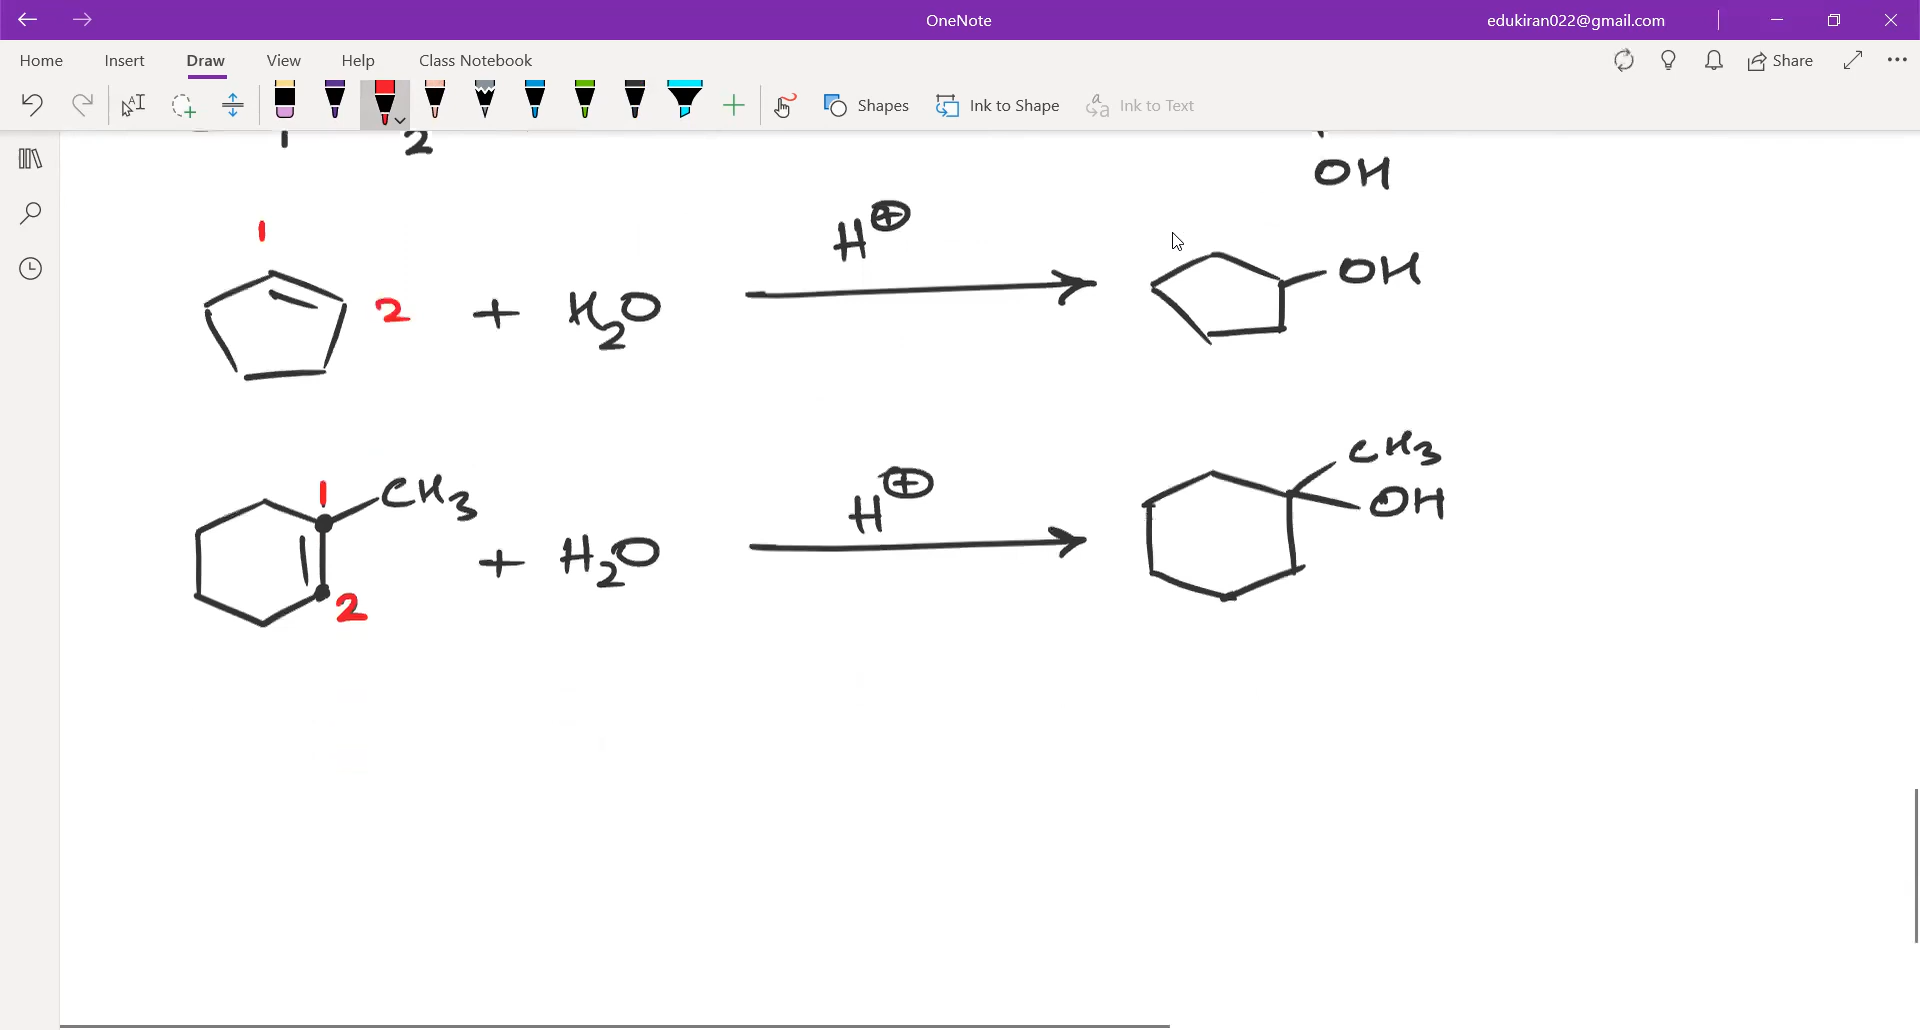 OneNote
edukiran022@gmail.com
Home Insert Draw View Help Class Notebook
Share
Shapes Ink to Shape Ink to Text
2
OH
1
H⊕
2 + H2O
OH
1 CH3
+ H2O
2
H⊕
CH3
OH